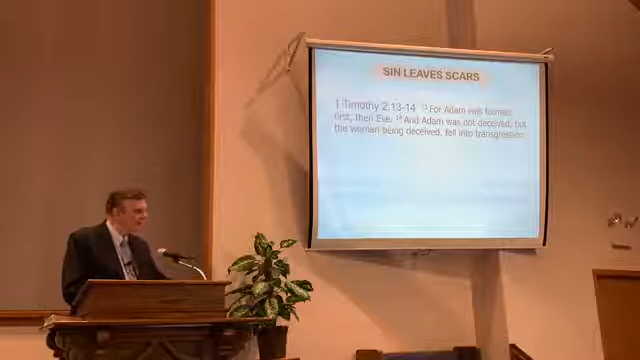 SIN LEAVES SCARS
1 Timothy 2:13-14 13 For Adam was formed
first, then Eve. 14 And Adam was not deceived, but
the woman being deceived, fell into transgression.